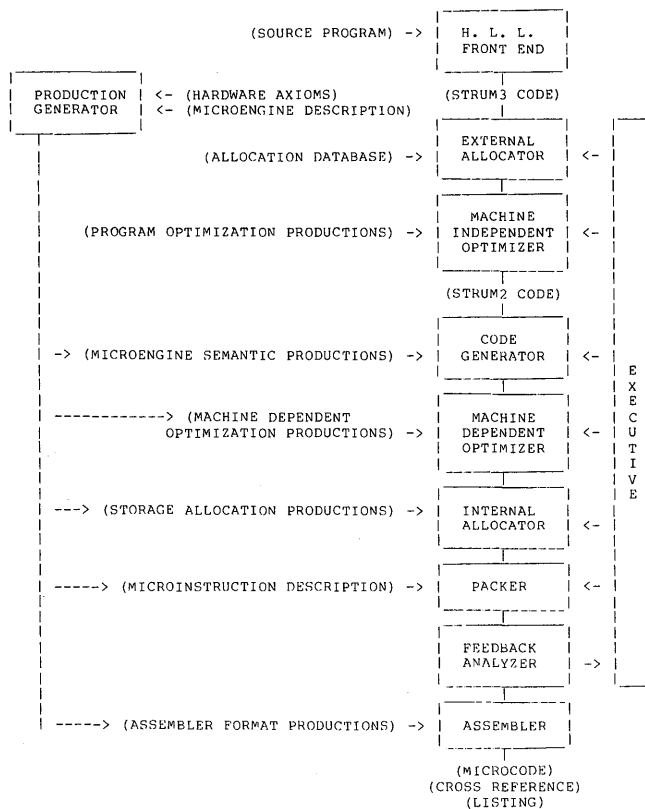 (SOURCE PROGRAM) -> H. L. L.
FRONT END
PRODUCTION <- (HARDWARE AXIOMS) (STRUM3 CODE)
GENERATOR <- (MICROENGINE DESCRIPTION)
(ALLOCATION DATABASE) -> EXTERNAL <-
ALLOCATOR
MACHINE
(PROGRAM OPTIMIZATION PRODUCTIONS) -> INDEPENDENT <-
OPTIMIZER
(STRUM2 CODE)
CODE
-> (MICROENGINE SEMANTIC PRODUCTIONS) -> GENERATOR <-
------------> (MACHINE DEPENDENT MACHINE
OPTIMIZATION PRODUCTIONS) -> DEPENDENT <-
OPTIMIZER
---> (STORAGE ALLOCATION PRODUCTIONS) -> INTERNAL
ALLOCATOR <-
-----> (MICROINSTRUCTION DESCRIPTION) -> PACKER <-
FEEDBACK
ANALYZER ->
-----> (ASSEMBLER FORMAT PRODUCTIONS) -> ASSEMBLER
(MICROCODE)
(CROSS REFERENCE)
(LISTING)
EXECUTIVE